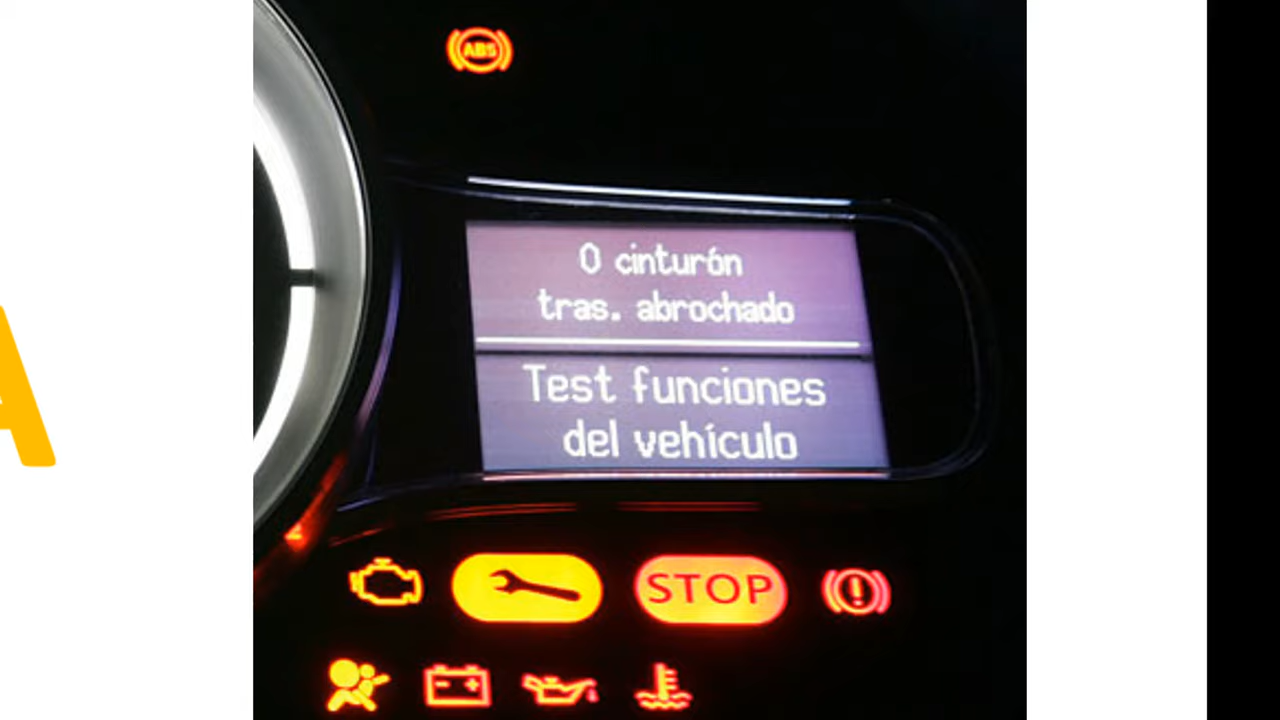 ABS
0 cinturón
tras. abrochado
Test funciones
del vehículo
STOP
A